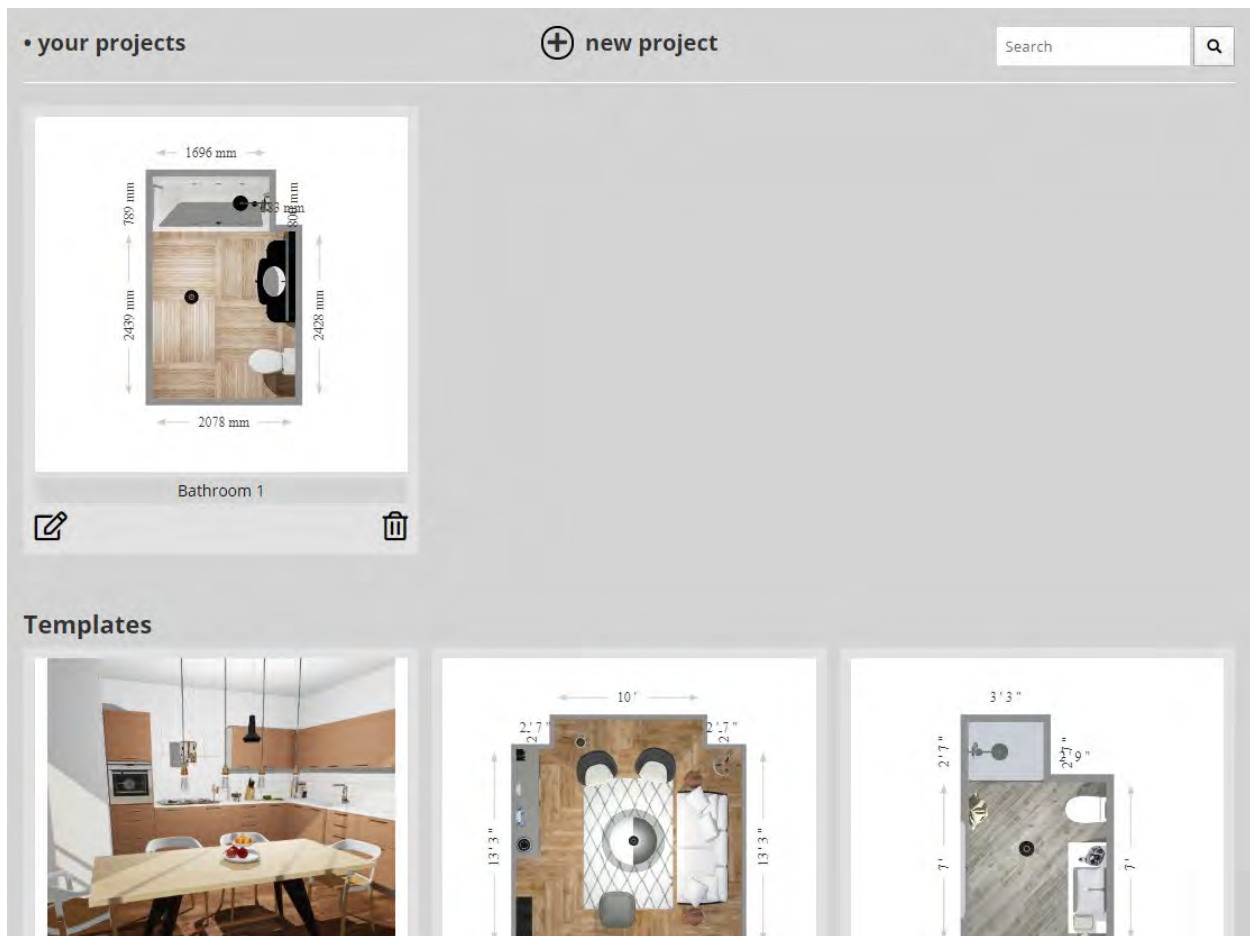 • your projects
new project
Search
1696 mm
789 mm
2439 mm
2428 mm
2078 mm
Bathroom 1
Templates
10 '
2 ' 7 "
2 ' 7 "
13 ' 3 "
13 ' 3 "
3 ' 3 "
2 ' 7 "
7 '
7 '